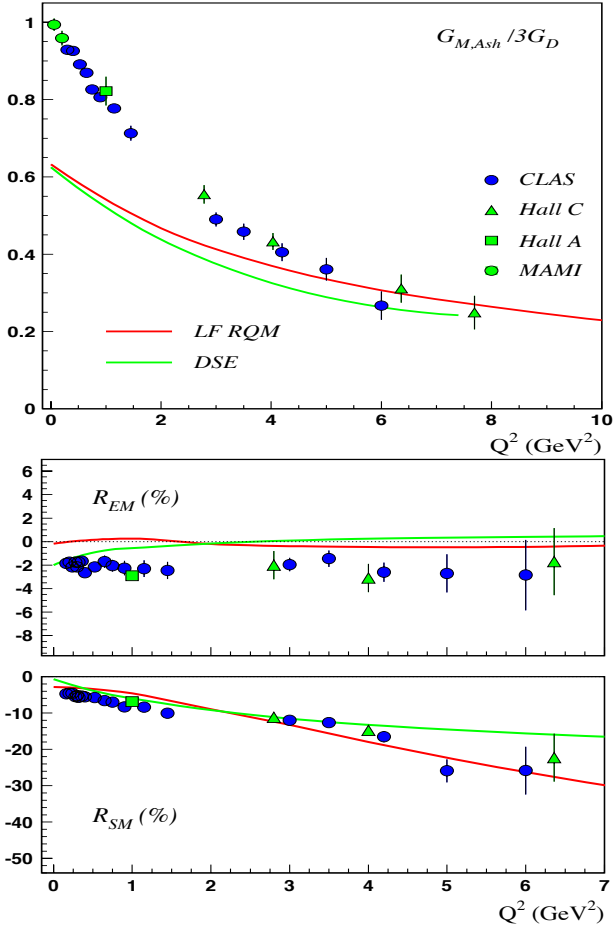 1
0.8
0.6
0.4
0.2
0
G_{M,Ash} /3G_D
CLAS
Hall C
Hall A
MAMI
LF RQM
DSE
0 2 4 6 8 10
Q^2 (GeV^2)
6
4
2
0
-2
-4
-6
-8
R_{EM} (%)
0
-10
-20
-30
-40
-50
R_{SM} (%)
0 1 2 3 4 5 6 7
Q^2 (GeV^2)